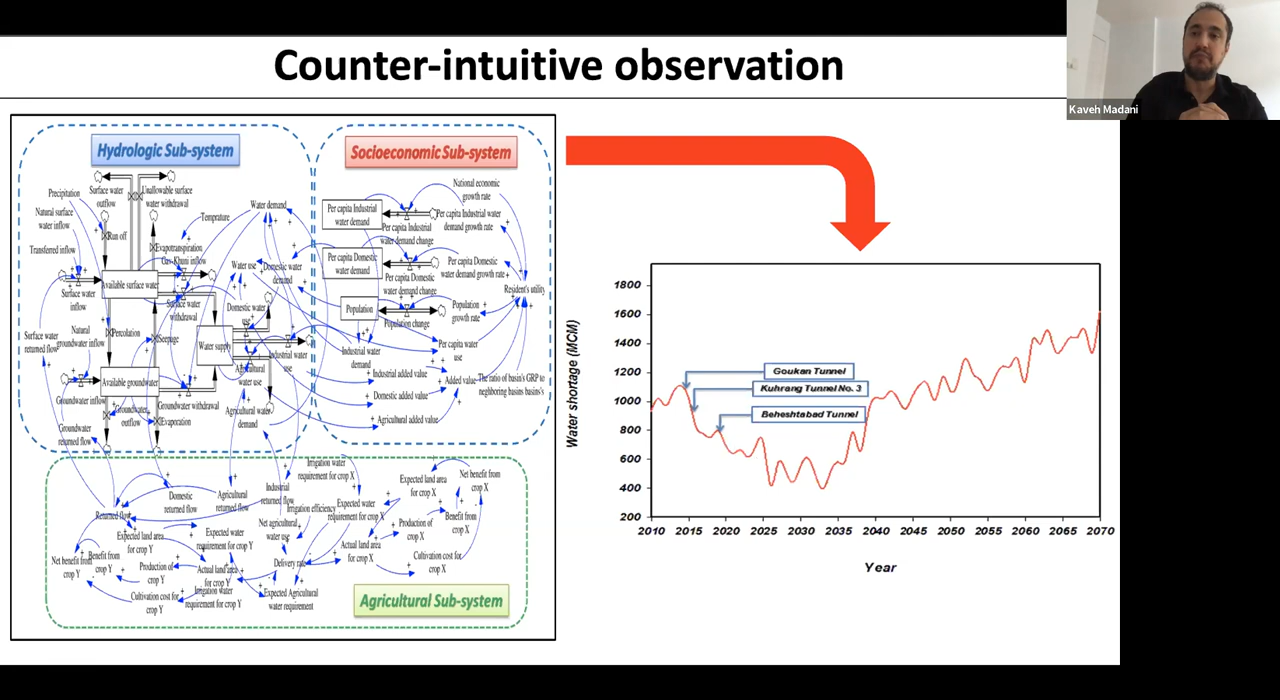 Counter-intuitive observation
Kaveh Madani
Hydrologic Sub-system
Socioeconomic Sub-system
Precipitation
Surface water
outflow
Unallowable surface
water withdrawal
Natural surface
water inflow
Run off
Temprature
Water demand
Transferred inflow
Evapotranspiration
Gav-Khuni inflow
Available surface water
Surface water
inflow
Surface water
withdrawal
Water use
Domestic water
demand
Domestic water
use
Natural
groundwater inflow
Percolation
Seepage
Water supply
Industrial water
use
Surface water
returned flow
Agricultural
water use
Available groundwater
Groundwater inflow
Groundwater withdrawal
Groundwater
outflow
Evaporation
Agricultural water
demand
Groundwater
returned flow
National economic
growth rate
Per capita Industrial
water demand
Per capita Industrial water
demand growth rate
Per capita Industrial
water demand change
Per capita Domestic
water demand
Per capita Domestic
water demand growth rate
Per capita Domestic
water demand change
Resident's utility
Population
Population
growth rate
Population change
Industrial water
demand
Per capita water
use
Industrial added value
Added value
The ratio of basin's GRP to
neighboring basins basins's
Domestic added value
Agricultural added value
Irrigation water
requirement for crop X
Expected land area
for crop X
Net benefit from
crop X
Domestic
returned flow
Agricultural
returned flow
Industrial
returned flow
Irrigation efficiency
Expected water
requirement for crop X
Returned flow
Net agricultural
water use
Production of
crop X
Benefit from
crop X
Expected land area
for crop Y
Expected water
requirement for crop Y
Actual land area
for crop X
Cultivation cost for
crop X
Net benefit from
crop Y
Benefit from
crop Y
Production of
crop Y
Actual land area
for crop Y
Delivery rate
Cultivation cost for
crop Y
Irrigation water
requirement for crop Y
Expected Agricultural
water requirement
Agricultural Sub-system
Water shortage (MCM)
1800
1600
1400
1200
1000
800
600
400
200
Goukan Tunnel
Kuhrang Tunnel No. 3
Beheshtabad Tunnel
2010 2015 2020 2025 2030 2035 2040 2045 2050 2055 2060 2065 2070
Year